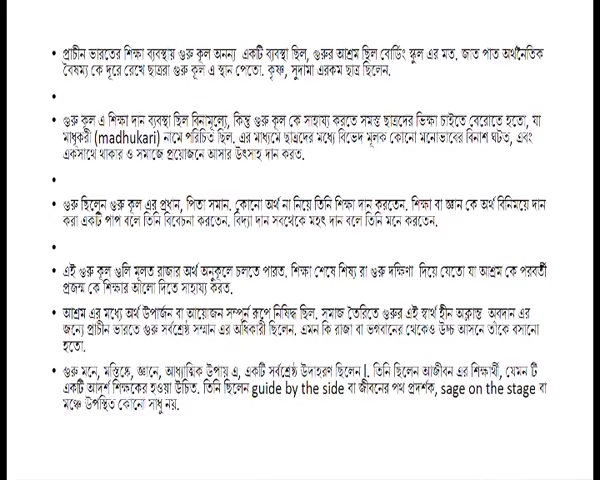 • প্রাচীন ভারতের শিক্ষা ব্যবস্থায় গুরু কুল অনন্য একটি ব্যবস্থা ছিল, গুরুর আশ্রম ছিল বোর্ডিং স্কুল এর মত. জাত পাত অর্থনৈতিক
বৈষম্য কে দূরে রেখে ছাত্ররা গুরু কুল এ স্থান পেতো. কৃষ্ণ, সুদামা এরকম ছাত্র ছিলেন.
•
• গুরু কুল এ শিক্ষা দান ব্যবস্থা ছিল বিনামূল্যে, কিন্তু গুরু কুল কে সাহায্য করতে সমস্ত ছাত্রদের ভিক্ষা চাইতে বেরোতে হতো, যা
মাধুকরী (madhukari) নামে পরিচিত ছিল. এর মাধ্যমে ছাত্রদের মধ্যে বিভেদ মূলক কোনো মনোভাবের বিনাশ ঘটত, এবং
একসাথে থাকার ও সমাজে প্রয়োজনে আসার উৎসাহ দান করত.
•
• গুরু ছিলেন গুরু কুল এর প্রধান, পিতা সমান. কোনো অর্থ না নিয়ে তিনি শিক্ষা দান করতেন. শিক্ষা বা জ্ঞান কে অর্থ বিনিময়ে দান
করা একটি পাপ বলে তিনি বিবেচনা করতেন. বিদ্যা দান সবথেকে মহৎ দান বলে তিনি মনে করতেন.
•
• এই গুরু কুল গুলি মূলত রাজার অর্থ অনুকূলে চলতে পারত. শিক্ষা শেষে শিষ্য রা গুরু দক্ষিণা দিয়ে যেতো যা আশ্রম কে পরবর্তী
প্রজন্ম কে শিক্ষার আলো দিতে সাহায্য করত.
• আশ্রম এর মধ্যে অর্থ উপার্জন বা আয়োজন সম্পূর্ন রূপে নিষিদ্ধ ছিল. সমাজ তৈরিতে গুরুর এই স্বার্থ হীন অক্লান্ত অবদান এর
জন্যে প্রাচীন ভারতে গুরু সর্বশ্রেষ্ঠ সম্মান এর অধিকারী ছিলেন. এমন কি রাজা বা ভগবানের থেকেও উচ্চ আসনে তাঁকে বসানো
হতো.
• গুরু মনে, মস্তিষ্কে, জ্ঞানে, আধ্যাত্মিক উপায় এ, একটি সর্বশ্রেষ্ঠ উদাহরণ ছিলেন |. তিনি ছিলেন আজীবন এর শিক্ষার্থী, যেমন টি
একটি আদর্শ শিক্ষকের হওয়া উচিত. তিনি ছিলেন guide by the side বা জীবনের পথ প্রদর্শক, sage on the stage বা
মঞ্চে উপস্থিত কোনো সাধু নয়.